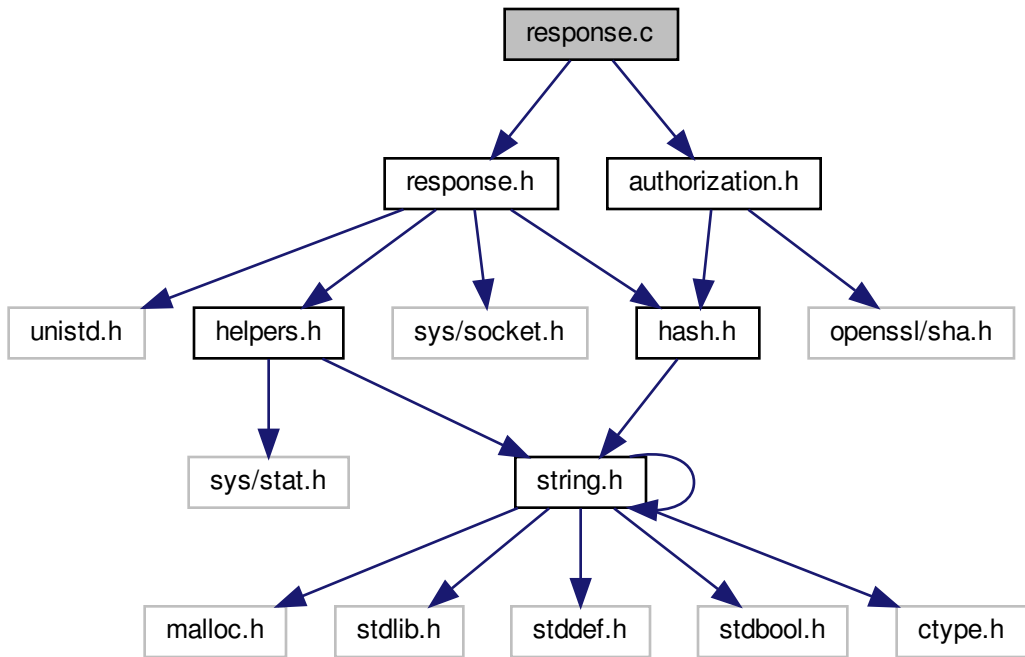 response.c
response.h
authorization.h
unistd.h
helpers.h
sys/socket.h
hash.h
openssl/sha.h
sys/stat.h
string.h
malloc.h
stdlib.h
stddef.h
stdbool.h
ctype.h